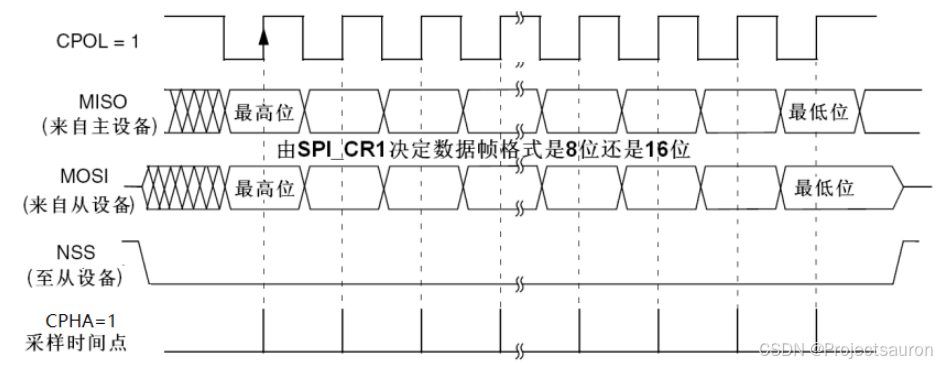 CPOL = 1
MISO
(来自主设备)
最高位
最低位
由SPI_CR1决定数据帧格式是8位还是16位
MOSI
(来自从设备)
最高位
最低位
NSS
(至从设备)
CPHA=1
采样时间点
CSDN @Projectsauron